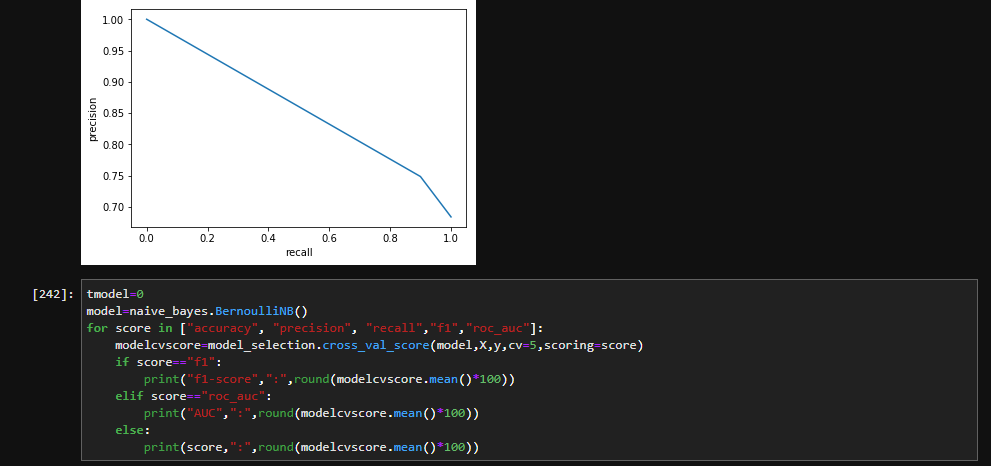 1.00
0.95
0.90
0.85
0.80
0.75
0.70
precision
0.0 0.2 0.4 0.6 0.8 1.0
recall
[242]: tmodel=0
model=naive_bayes.BernoulliNB()
for score in ["accuracy", "precision", "recall","f1","roc_auc"]:
    modelcvscore=model_selection.cross_val_score(model,X,y,cv=5,scoring=score)
    if score=="f1":
        print("f1-score",":",round(modelcvscore.mean()*100))
    elif score=="roc_auc":
        print("AUC",":",round(modelcvscore.mean()*100))
    else:
        print(score,":",round(modelcvscore.mean()*100))